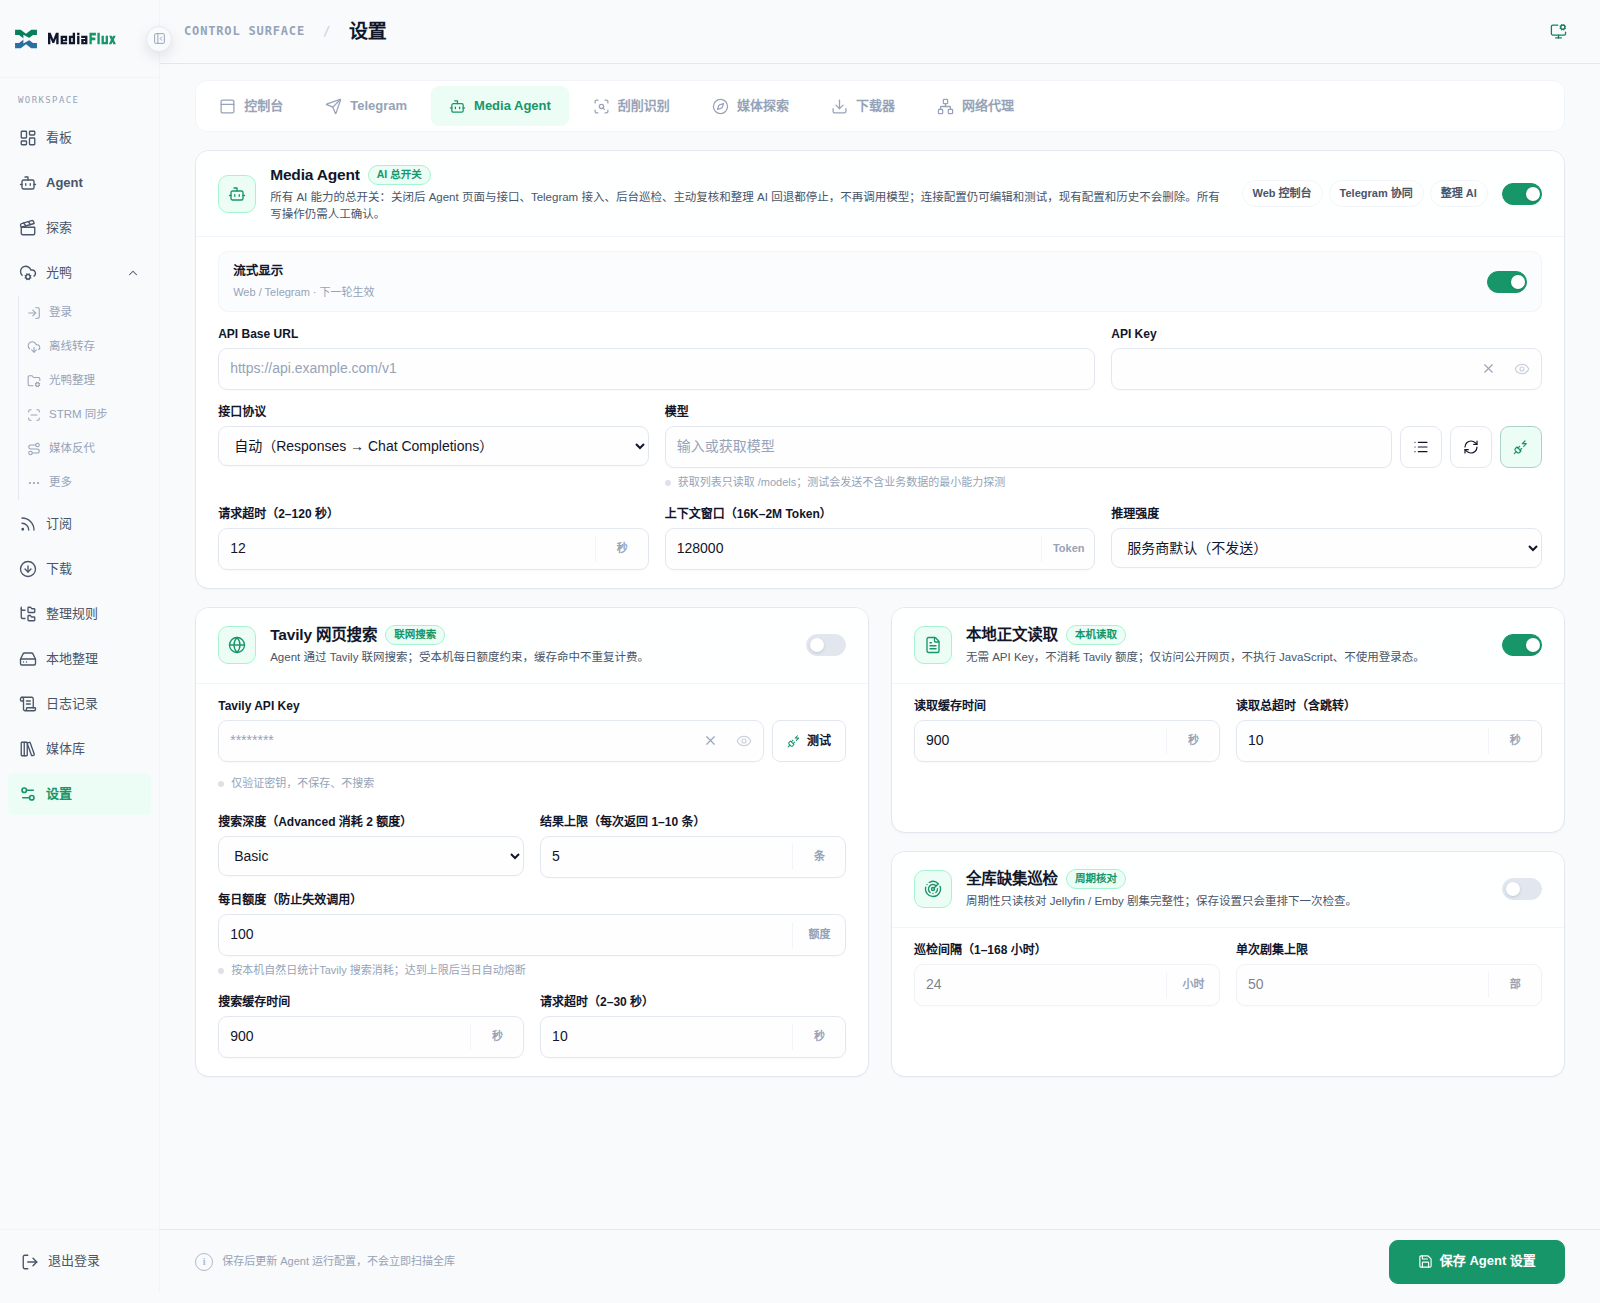 MediaFlux
CONTROL SURFACE / 设置
WORKSPACE
看板
Agent
探索
光鸭
登录
离线转存
光鸭整理
STRM 同步
媒体反代
更多
订阅
下载
整理规则
本地整理
日志记录
媒体库
设置
退出登录
控制台
Telegram
Media Agent
刮削识别
媒体探索
下载器
网络代理
Media Agent AI 总开关
所有 AI 能力的总开关：关闭后 Agent 页面与接口、Telegram 接入、后台巡检、主动复核和整理 AI 回退都停止，不再调用模型；连接配置仍可编辑和测试，现有配置和历史不会删除。所有
写操作仍需人工确认。
Web 控制台
Telegram 协同
整理 AI
流式显示
Web / Telegram · 下一轮生效
API Base URL
https://api.example.com/v1
API Key
接口协议
自动（Responses → Chat Completions）
模型
输入或获取模型
获取列表只读取 /models；测试会发送不含业务数据的最小能力探测
请求超时（2–120 秒）
12 秒
上下文窗口（16K–2M Token）
128000 Token
推理强度
服务商默认（不发送）
Tavily 网页搜索 联网搜索
Agent 通过 Tavily 联网搜索；受本机每日额度约束，缓存命中不重复计费。
Tavily API Key
********
测试
仅验证密钥，不保存、不搜索
搜索深度（Advanced 消耗 2 额度）
Basic
结果上限（每次返回 1–10 条）
5 条
每日额度（防止失效调用）
100 额度
按本机自然日统计Tavily 搜索消耗；达到上限后当日自动熔断
搜索缓存时间
900 秒
请求超时（2–30 秒）
10 秒
本地正文读取 本机读取
无需 API Key，不消耗 Tavily 额度；仅访问公开网页，不执行 JavaScript、不使用登录态。
读取缓存时间
900 秒
读取总超时（含跳转）
10 秒
全库缺集巡检 周期核对
周期性只读核对 Jellyfin / Emby 剧集完整性；保存设置只会重排下一次检查。
巡检间隔（1–168 小时）
24 小时
单次剧集上限
50 部
保存后更新 Agent 运行配置，不会立即扫描全库
保存 Agent 设置